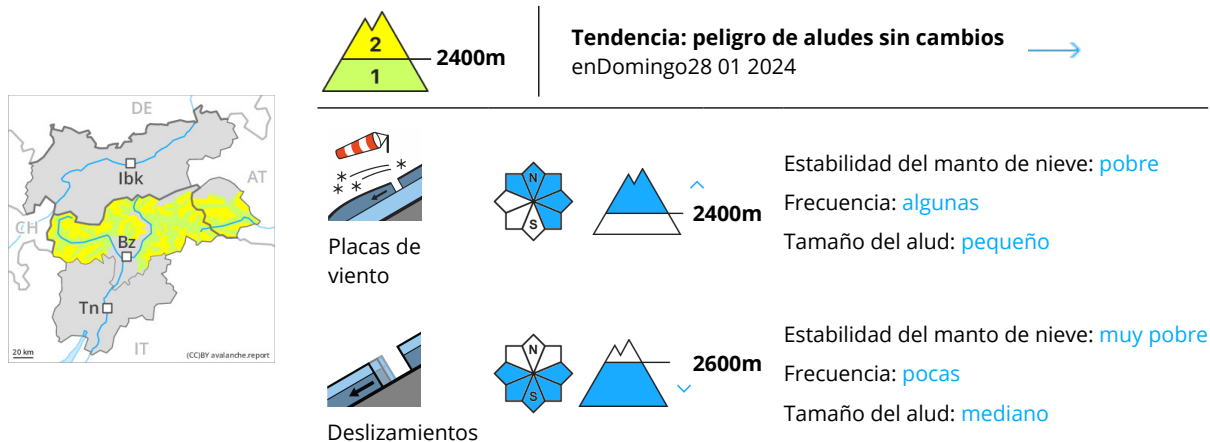 2
1
2400m
Tendencia: peligro de aludes sin cambios
enDomingo28 01 2024
DE
Ibk
AT
CH
Bz
Tn
IT
20 km
(CC)BY avalanche.report
Placas de
viento
N
S
2400m
Estabilidad del manto de nieve: pobre
Frecuencia: algunas
Tamaño del alud: pequeño
Deslizamientos
N
S
2600m
Estabilidad del manto de nieve: muy pobre
Frecuencia: pocas
Tamaño del alud: mediano